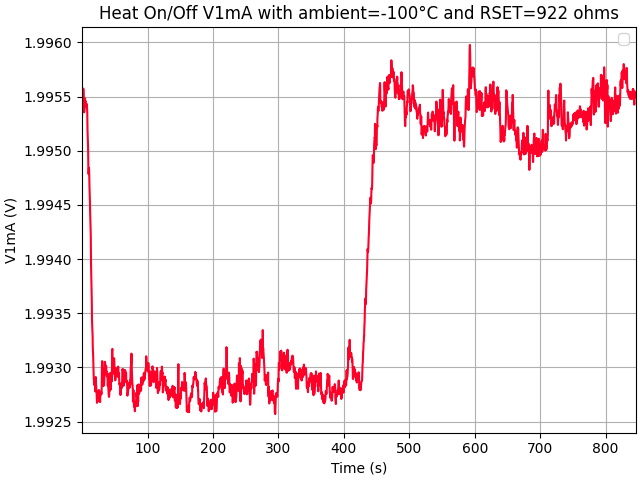 Heat On/Off V1mA with ambient=-100°C and RSET=922 ohms
1.9960
1.9955
1.9950
1.9945
1.9940
1.9935
1.9930
1.9925
V1mA (V)
100 200 300 400 500 600 700 800
Time (s)